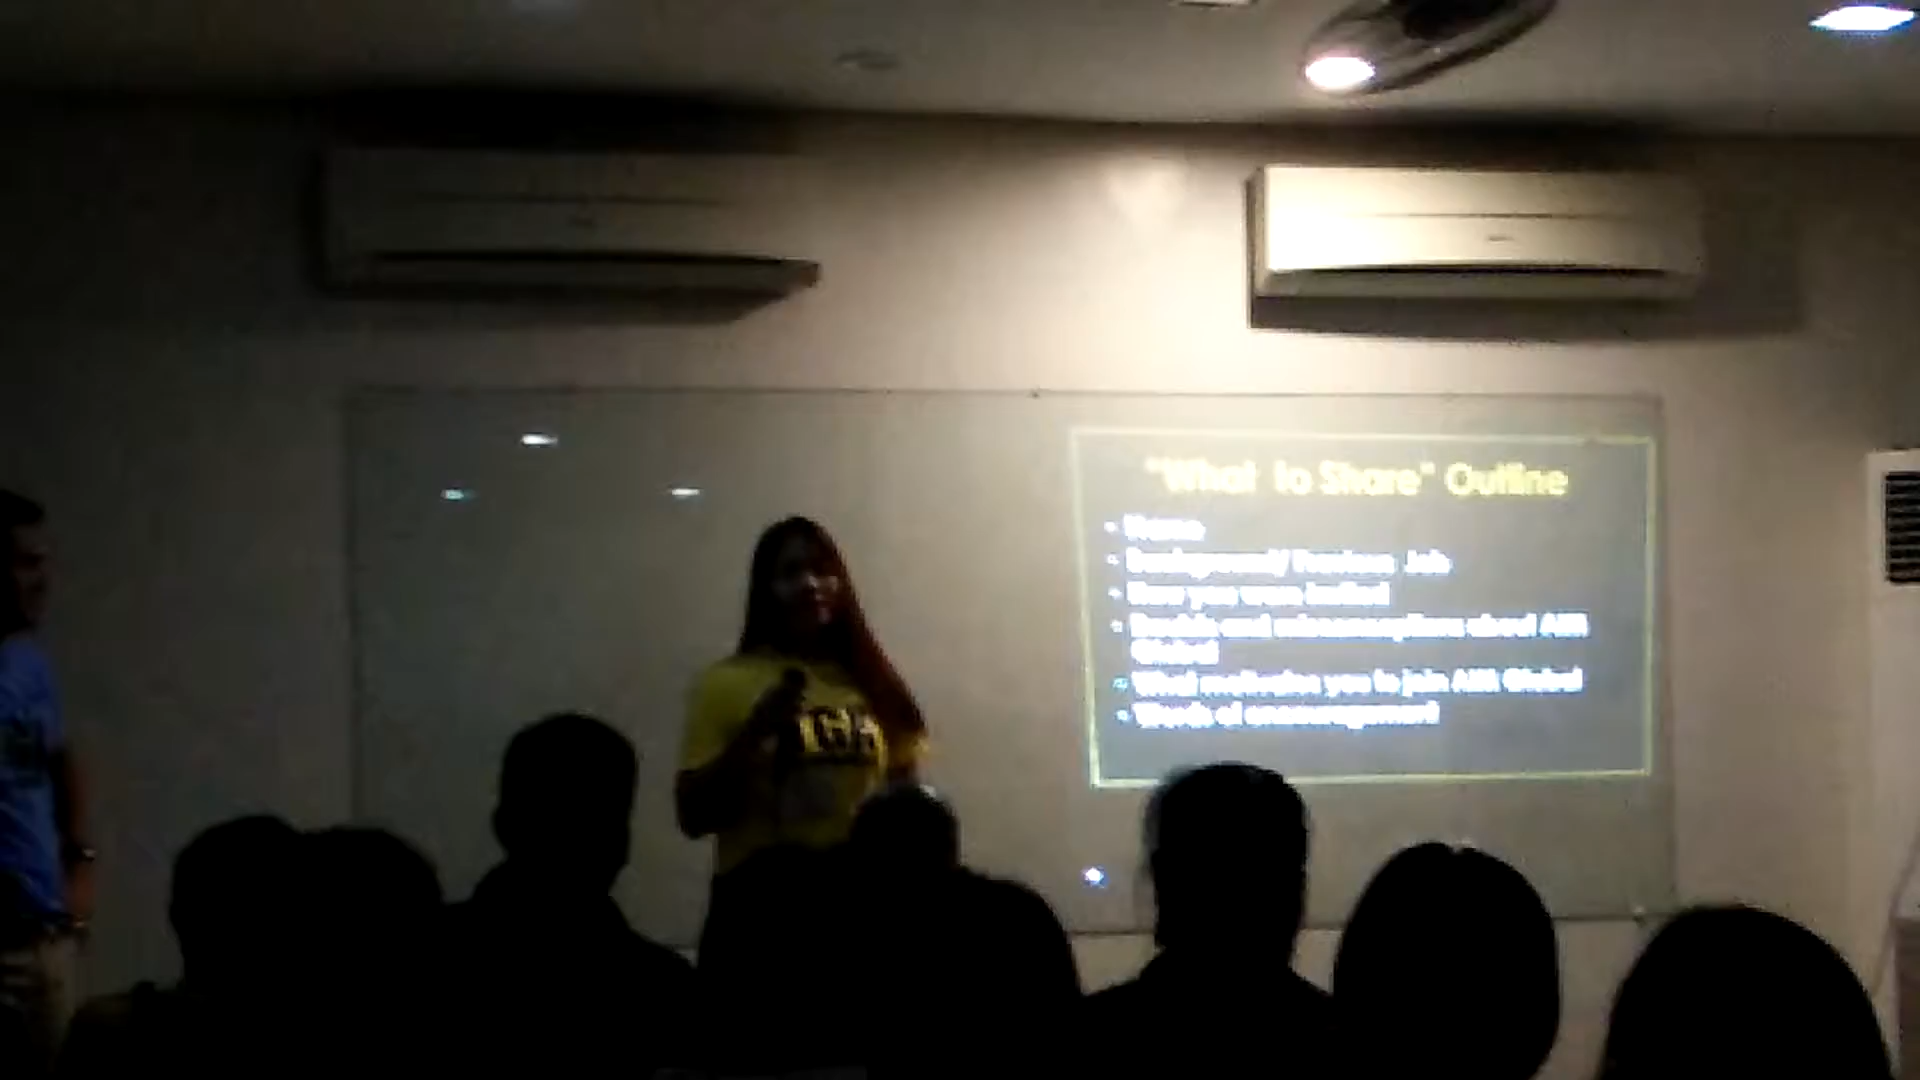 "What to Share" Outline
Name
Background/ Previous Job
How you were invited
Doubts and misconceptions about AIM
Global
What motivates you to join AIM Global
Words of encouragement